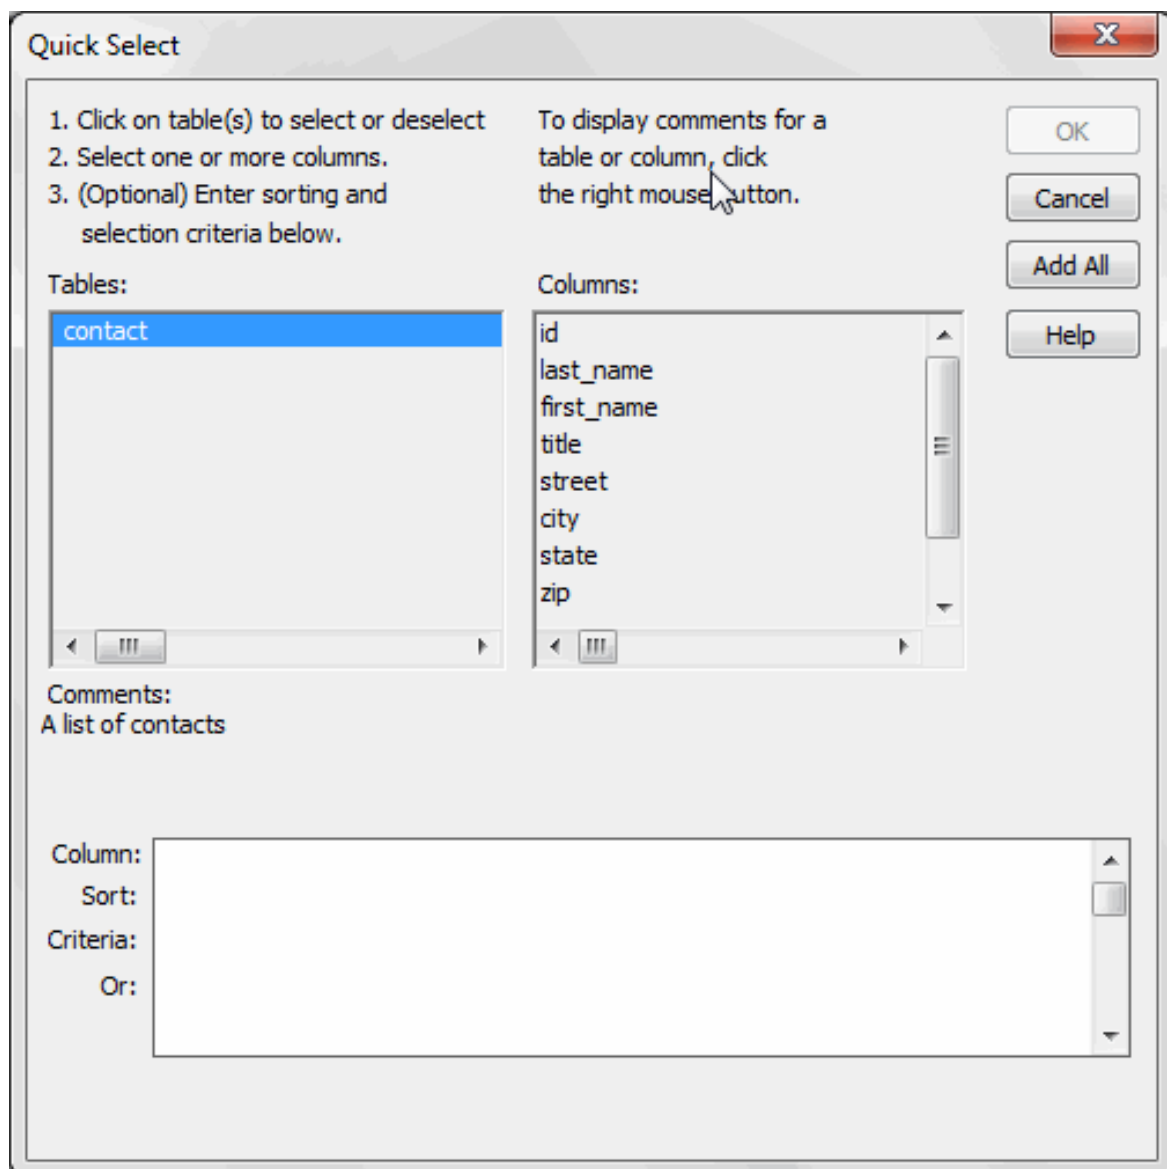 Quick Select
1. Click on table(s) to select or deselect
2. Select one or more columns.
3. (Optional) Enter sorting and
selection criteria below.
To display comments for a
table or column, click
the right mouse button.
OK
Cancel
Add All
Help
Tables:
contact
Columns:
id
last_name
first_name
title
street
city
state
zip
Comments:
A list of contacts
Column:
Sort:
Criteria:
Or: